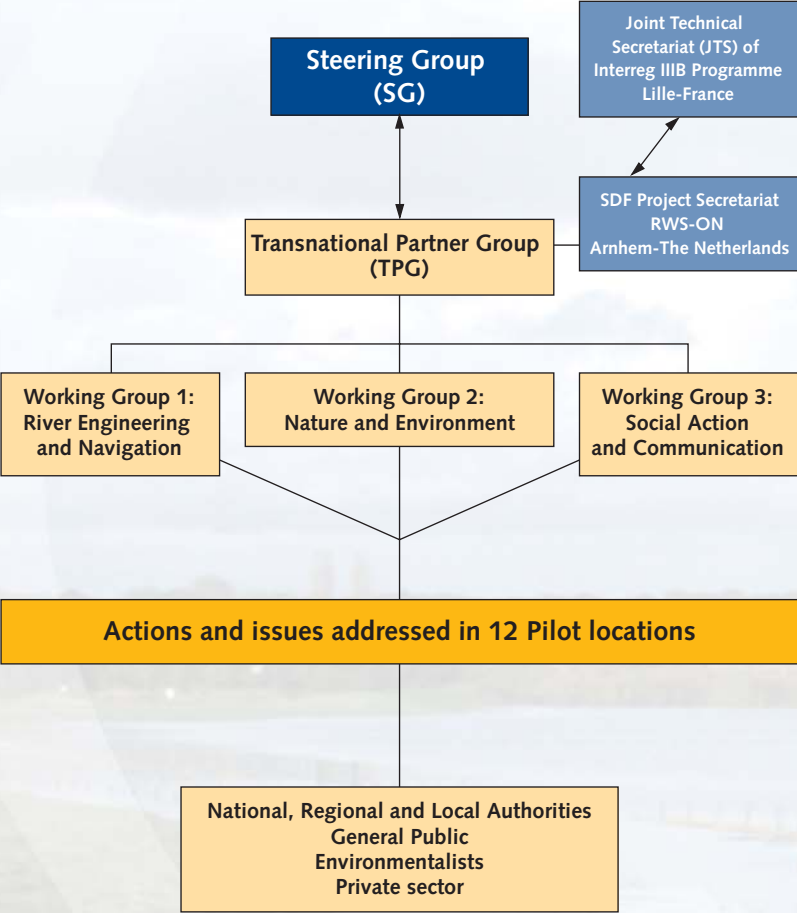 Steering Group
(SG)
Joint Technical
Secretariat (JTS) of
Interreg IIIB Programme
Lille-France
SDF Project Secretariat
RWS-ON
Arnhem-The Netherlands
Transnational Partner Group
(TPG)
Working Group 1:
River Engineering
and Navigation
Working Group 2:
Nature and Environment
Working Group 3:
Social Action
and Communication
Actions and issues addressed in 12 Pilot locations
National, Regional and Local Authorities
General Public
Environmentalists
Private sector